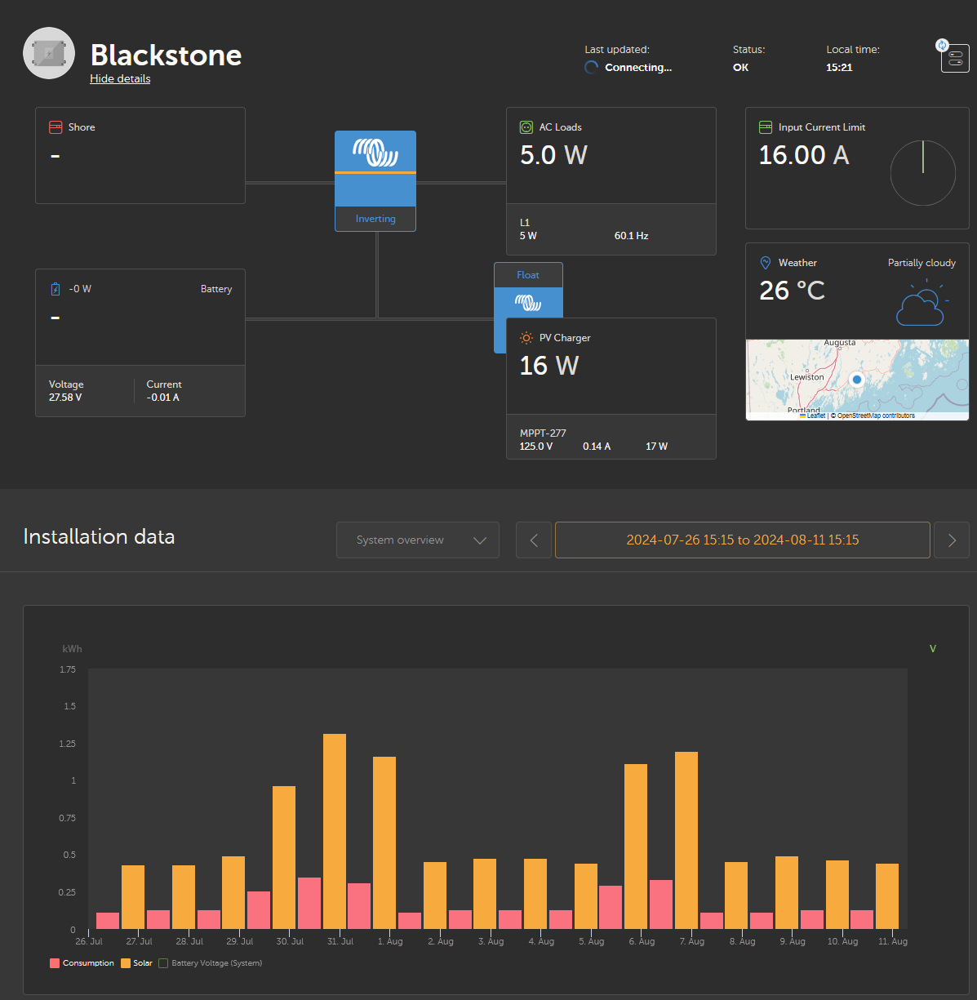 Blackstone
Hide details
Last updated:
Connecting...
Status:
OK
Local time:
15:21
Shore
-
Inverting
AC Loads
5.0 W
L1
5 W 60.1 Hz
Input Current Limit
16.00 A
-0 W Battery
-
Voltage
27.58 V
Current
-0.01 A
Float
PV Charger
16 W
MPPT-277
125.0 V 0.14 A 17 W
Weather Partially cloudy
26 °C
Augusta
Lewiston
Portland
Leaflet | © OpenStreetMap contributors
Installation data
System overview
2024-07-26 15:15 to 2024-08-11 15:15
kWh V
1.75
1.5
1.25
1
0.75
0.5
0.25
0
26. Jul 27. Jul 28. Jul 29. Jul 30. Jul 31. Jul 1. Aug 2. Aug 3. Aug 4. Aug 5. Aug 6. Aug 7. Aug 8. Aug 9. Aug 10. Aug 11. Aug
Consumption Solar Battery Voltage (System)